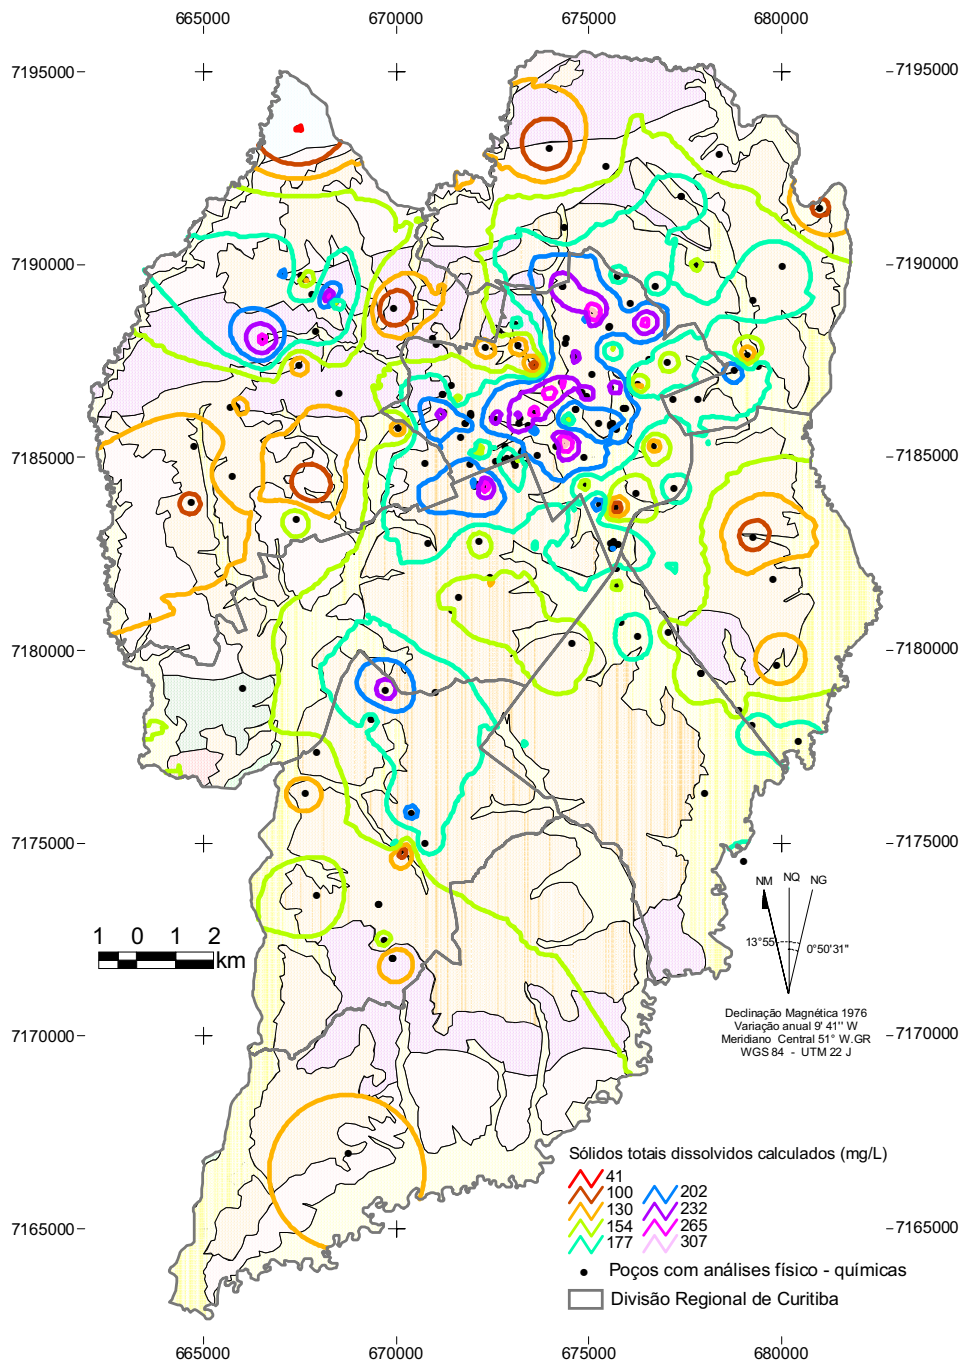 665000 670000 675000 680000
7195000 7195000
7190000 7190000
7185000 7185000
7180000 7180000
7175000 7175000
NM NQ NG
13°55' 0°50'31"
1 0 1 2
km
Declinação Magnética 1976
Variação anual 9' 41'' W
Meridiano Central 51° W.GR
WGS 84 - UTM 22 J
7170000 7170000
Sólidos totais dissolvidos calculados (mg/L)
41
100 202
130 232
154 265
177 307
7165000 7165000
Poços com análises físico - químicas
Divisão Regional de Curitiba
665000 670000 675000 680000